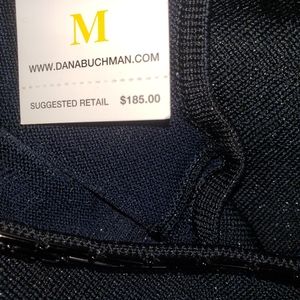 M
WWW.DANABUCHMAN.COM
SUGGESTED RETAIL $185.00